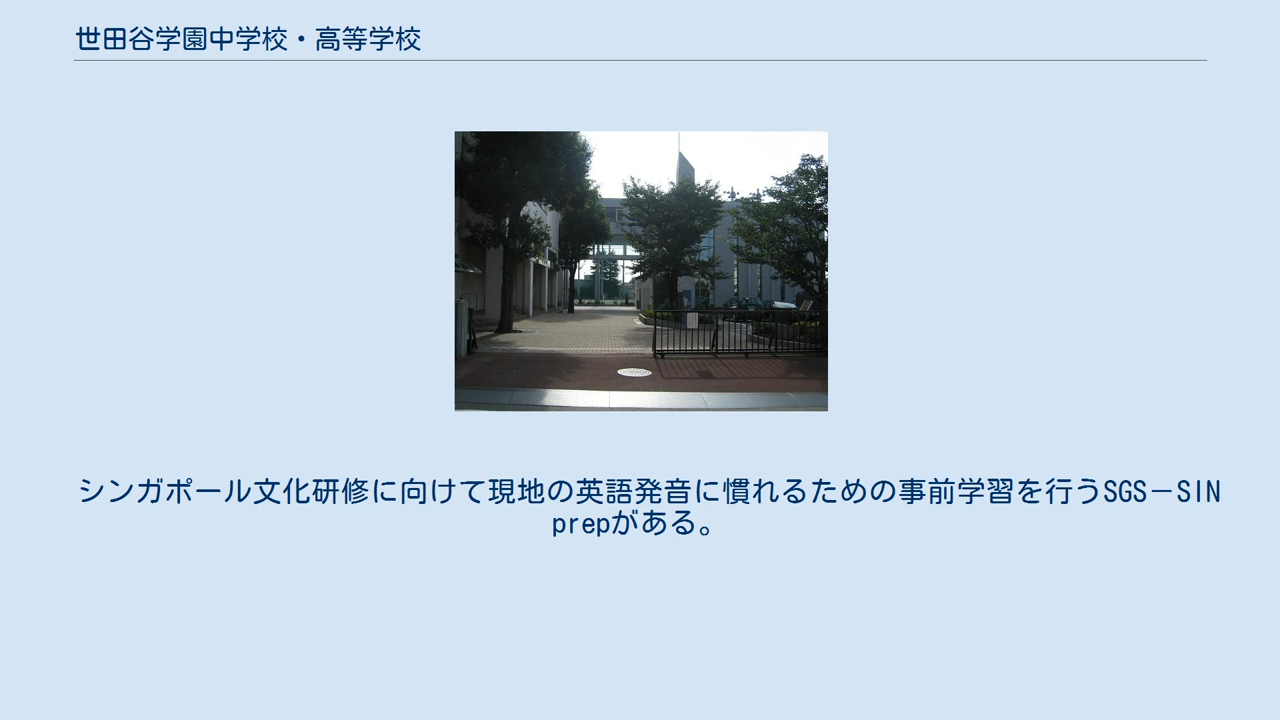 世田谷学園中学校・高等学校
シンガポール文化研修に向けて現地の英語発音に慣れるための事前学習を行うSGS－SIN
prepがある。